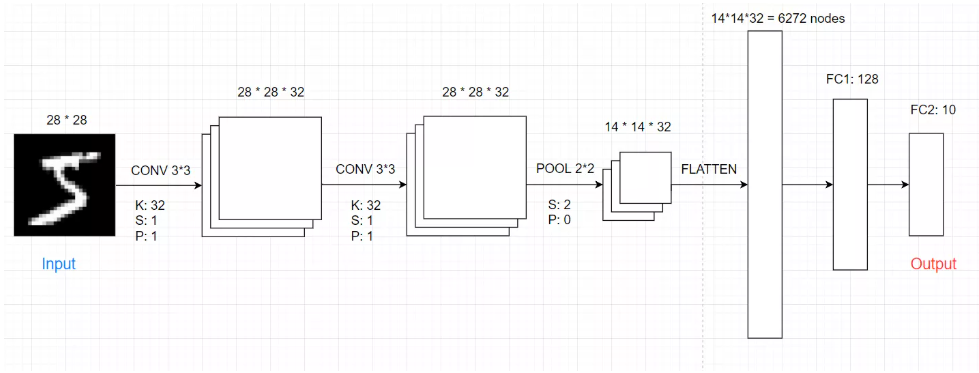 14*14*32 = 6272 nodes
28 * 28
28 * 28 * 32
28 * 28 * 32
14 * 14 * 32
FC1: 128
FC2: 10
CONV 3*3
K: 32
S: 1
P: 1
CONV 3*3
K: 32
S: 1
P: 1
POOL 2*2
S: 2
P: 0
FLATTEN
Input
Output